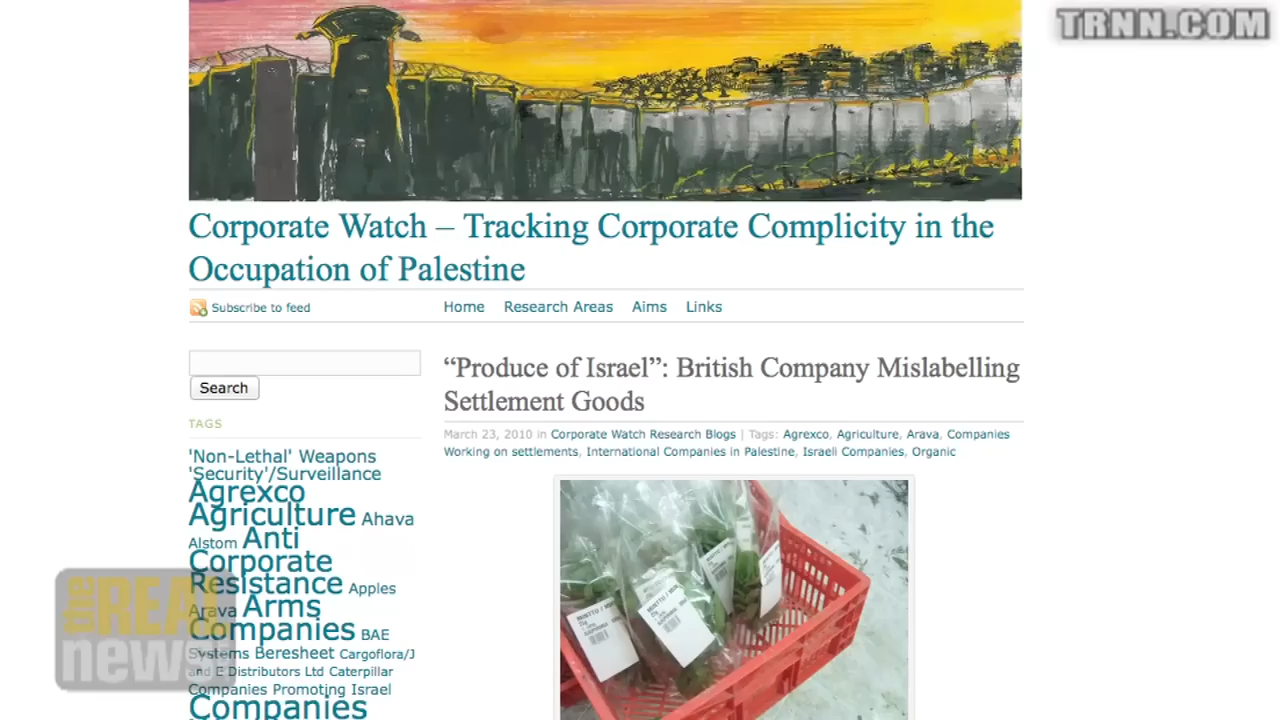 TRNN.COM
Corporate Watch – Tracking Corporate Complicity in the
Occupation of Palestine
Subscribe to feed
Home Research Areas Aims Links
Search
TAGS
'Non-Lethal' Weapons
'Security'/Surveillance
Agrexco
Agriculture Ahava
Alstom Anti
Corporate
Resistance Apples
Arava Arms
Companies BAE
Systems Beresheet Cargoflora/J
and E Distributors Ltd Caterpillar
Companies Promoting Israel
Companies
“Produce of Israel”: British Company Mislabelling
Settlement Goods
March 23, 2010 in Corporate Watch Research Blogs | Tags: Agrexco, Agriculture, Arava, Companies
Working on settlements, International Companies in Palestine, Israeli Companies, Organic
the REAL
news